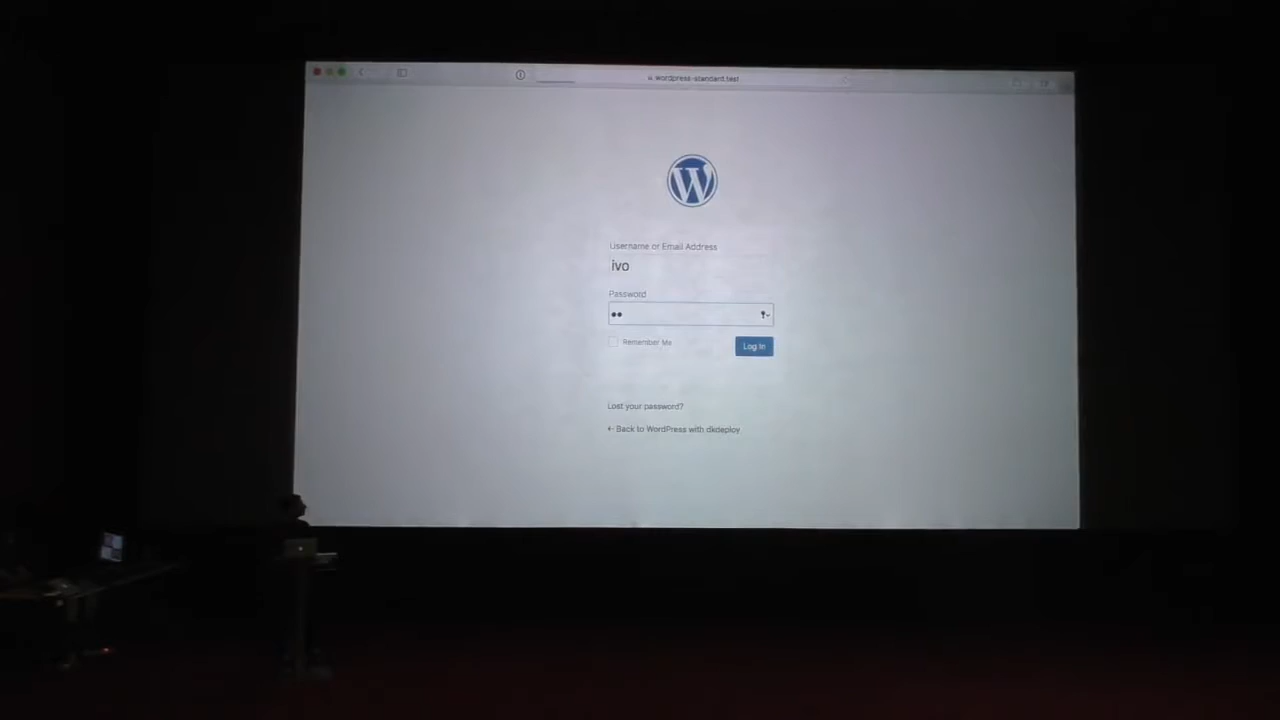 wordpress-standard.test
Username or Email Address
ivo
Password
Remember Me
Log In
Lost your password?
← Back to WordPress with dkdeploy